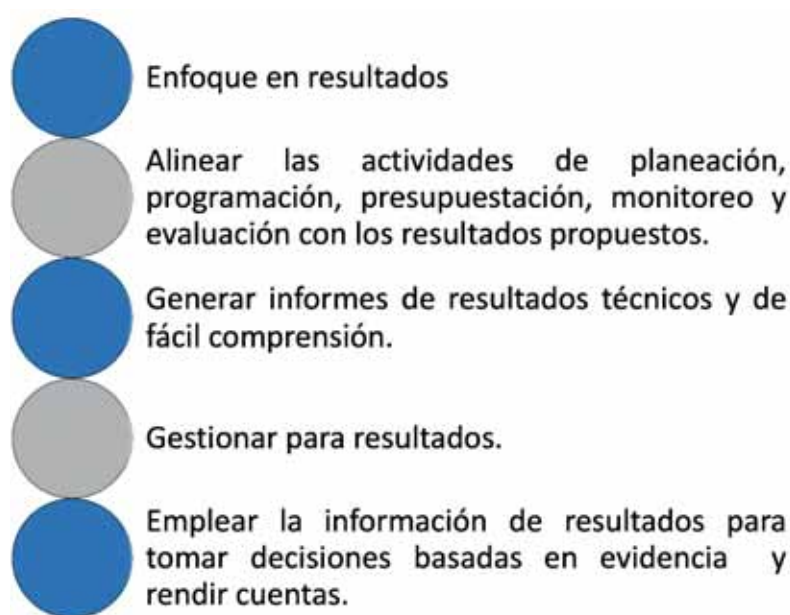 Enfoque en resultados
Alinear las actividades de planeación,
programación, presupuestación, monitoreo y
evaluación con los resultados propuestos.
Generar informes de resultados técnicos y de
fácil comprensión.
Gestionar para resultados.
Emplear la información de resultados para
tomar decisiones basadas en evidencia y
rendir cuentas.